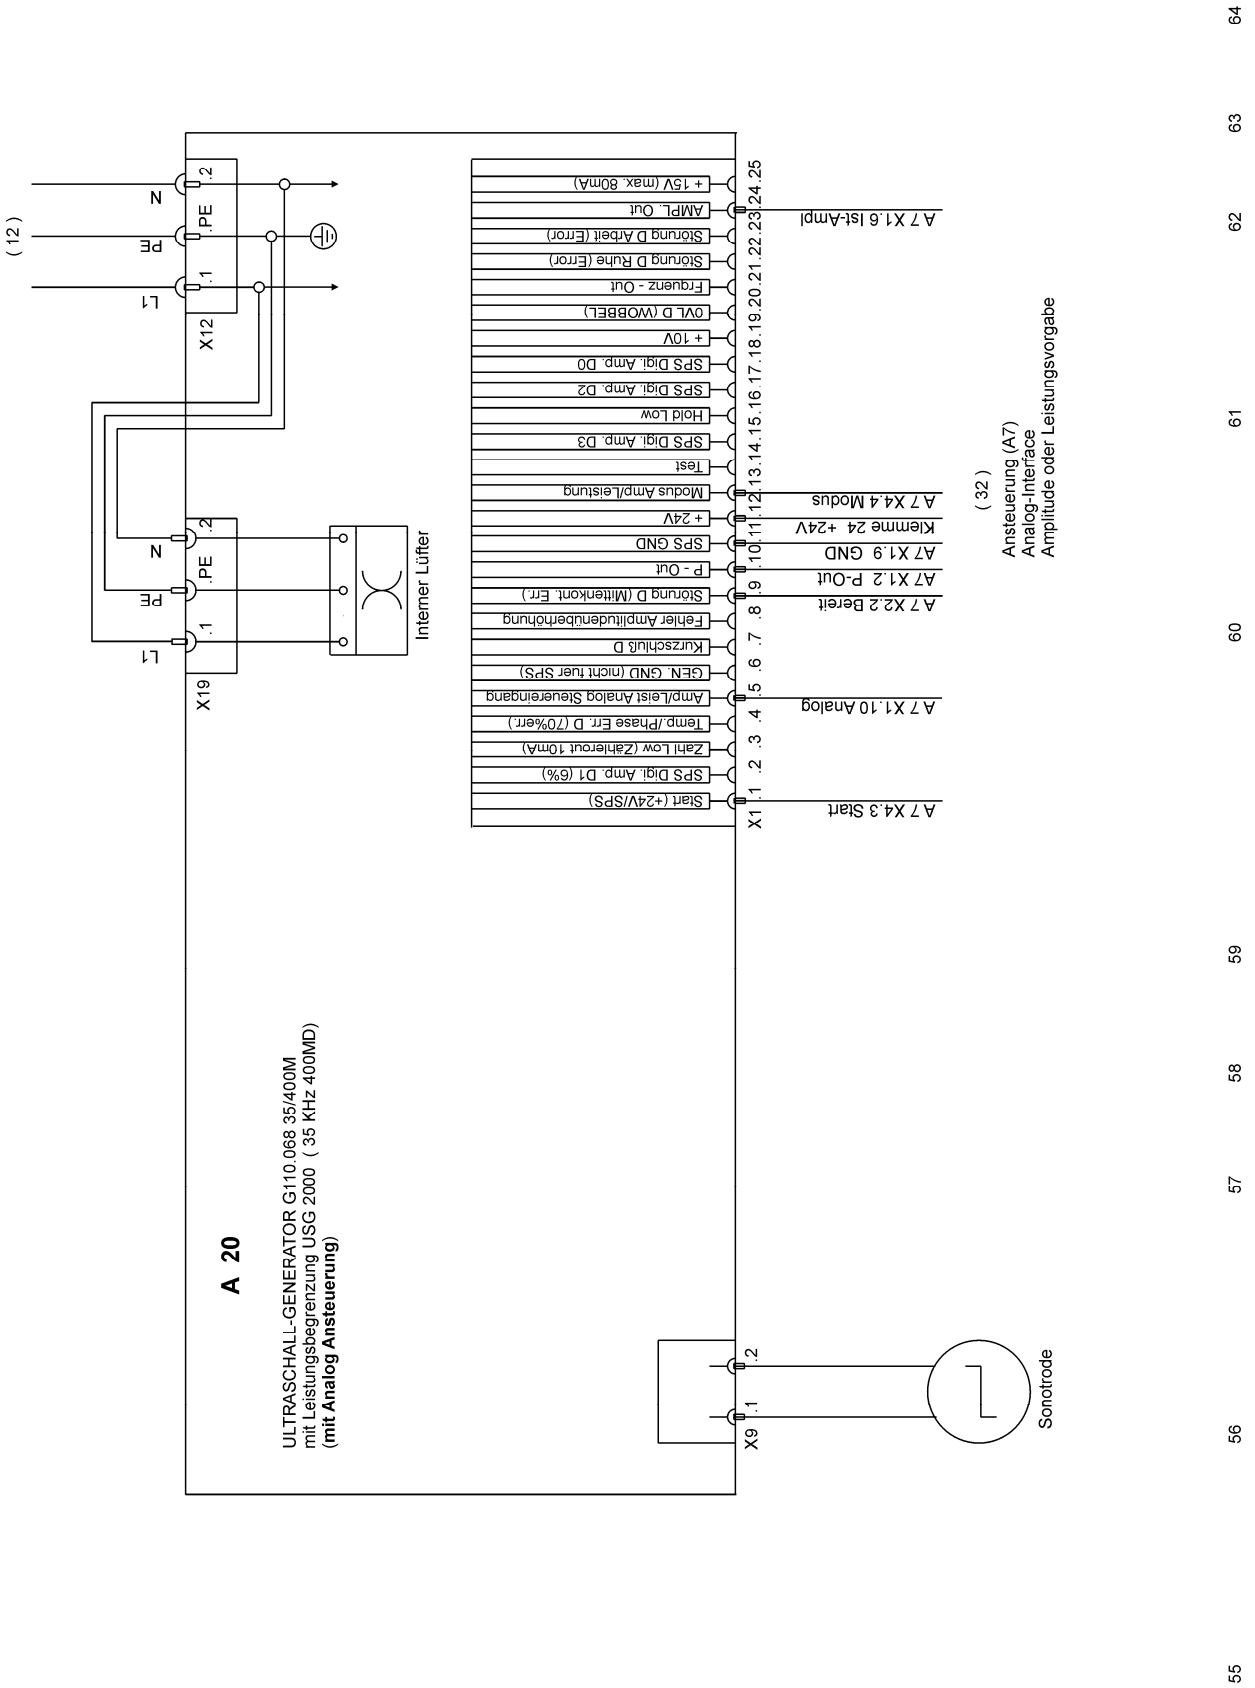 ( 12 )
L1
PE
N
.1
.PE
.2
X12
L1
PE
N
.1
.PE
.2
X19
Interner Lüfter
A 20
ULTRASCHALL-GENERATOR G110.068 35/400M
mit Leistungsbegrenzung USG 2000 ( 35 KHz 400MD)
(mit Analog Ansteuerung)
Start (+24V/SPS)
SPS Digi. Amp. D1 (6%)
Zahl Low (Zählerout 10mA)
Temp./Phase Err. D (70%err.)
Amp/Leist Analog Steuereingang
GEN. GND (nicht fuer SPS)
Kurzschluß D
Fehler Amplitudenüberhöhung
Störung D (Mittenkont. Err.)
P - Out
SPS GND
+ 24V
Modus Amp/Leistung
Test
SPS Digi. Amp. D3
Hold Low
SPS Digi. Amp. D2
SPS Digi. Amp. D0
+ 10V
0VL D (WOBBEL)
Frquenz - Out
Störung D Ruhe (Error)
Störung D Arbeit (Error)
AMPL. Out
+ 15V (max. 80mA)
X1 .1 .2 .3 .4 .5 .6 .7 .8 .9 .10 .11 .12 .13 .14 .15 .16 .17 .18 .19 .20 .21 .22 .23 .24 .25
A 7 X4.3 Start
A 7 X1.10 Analog
A 7 X2.2 Bereit
A7 X1.2 P-Out
A7 X1.9 GND
Klemme 24 +24V
A 7 X4.4 Modus
A 7 X1.6 Ist-Ampl
( 32 )
Ansteuerung (A7)
Analog-Interface
Amplitude oder Leistungsvorgabe
X9 .1 .2
Sonotrode
55 56 57 58 59 60 61 62 63 64